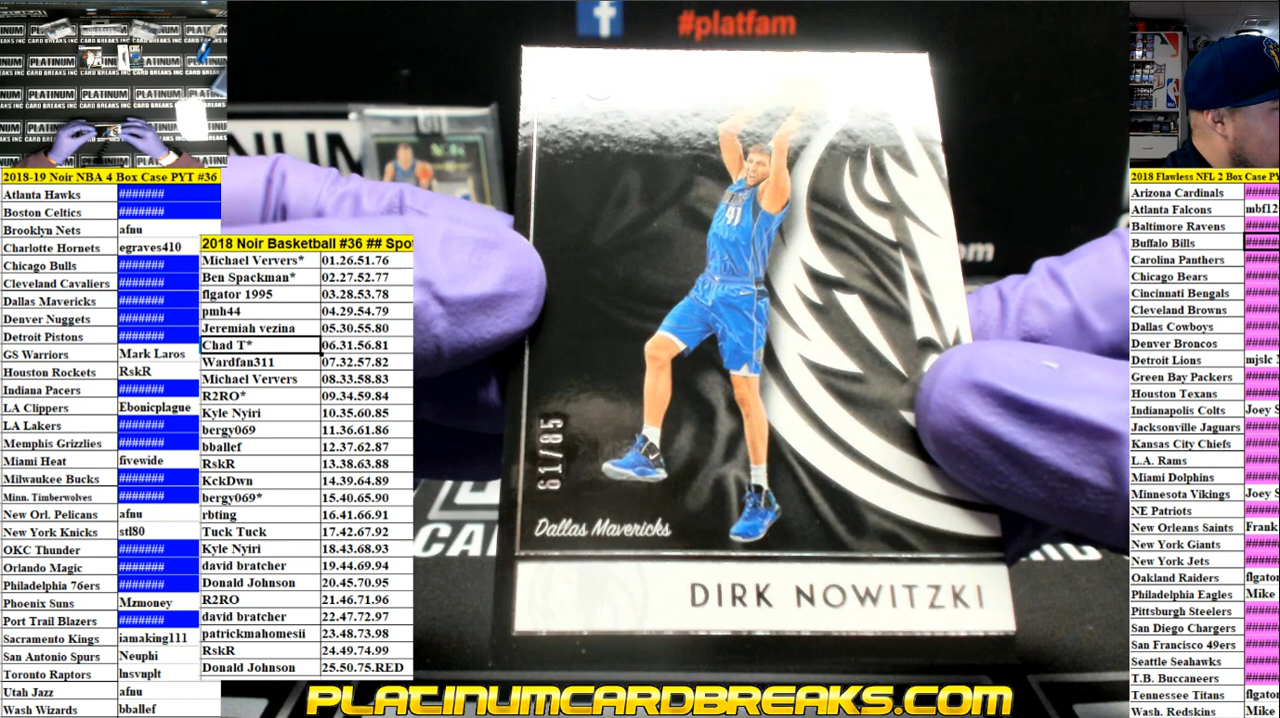 #platfam
PLATINUM
CARD BREAKS INC
2018-19 Noir NBA 4 Box Case PYT #36
Atlanta Hawks #######
Boston Celtics #######
Brooklyn Nets afnu
Charlotte Hornets egraves410
Chicago Bulls #######
Cleveland Cavaliers #######
Dallas Mavericks #######
Denver Nuggets #######
Detroit Pistons #######
GS Warriors Mark Laros
Houston Rockets RskR
Indiana Pacers #######
LA Clippers Ebonicplague
LA Lakers #######
Memphis Grizzlies #######
Miami Heat fivewide
Milwaukee Bucks #######
Minn. Timberwolves #######
New Orl. Pelicans afnu
New York Knicks stl80
OKC Thunder #######
Orlando Magic #######
Philadelphia 76ers #######
Phoenix Suns Mzmoney
Port Trail Blazers #######
Sacramento Kings iamaking111
San Antonio Spurs Neuphi
Toronto Raptors lnsvnplt
Utah Jazz afnu
Wash Wizards bballef
2018 Noir Basketball #36 ## Spot
Michael Ververs* 01.26.51.76
Ben Spackman* 02.27.52.77
flgator 1995 03.28.53.78
pmh44 04.29.54.79
Jeremiah vezina 05.30.55.80
Chad T* 06.31.56.81
Wardfan311 07.32.57.82
Michael Ververs 08.33.58.83
R2RO* 09.34.59.84
Kyle Nyiri 10.35.60.85
bergy069 11.36.61.86
bballef 12.37.62.87
RskR 13.38.63.88
KckDwn 14.39.64.89
bergy069* 15.40.65.90
rbting 16.41.66.91
Tuck Tuck 17.42.67.92
Kyle Nyiri 18.43.68.93
david bratcher 19.44.69.94
Donald Johnson 20.45.70.95
R2RO 21.46.71.96
david bratcher 22.47.72.97
patrickmahomesii 23.48.73.98
RskR 24.49.74.99
Donald Johnson 25.50.75.RED
NUM
com
41
61/85
Dallas Mavericks
DIRK NOWITZKI
2018 Flawless NFL 2 Box Case PY
Arizona Cardinals #####
Atlanta Falcons mbf12
Baltimore Ravens #####
Buffalo Bills #####
Carolina Panthers #####
Chicago Bears #####
Cincinnati Bengals #####
Cleveland Browns #####
Dallas Cowboys #####
Denver Broncos #####
Detroit Lions mjslc
Green Bay Packers #####
Houston Texans #####
Indianapolis Colts Joey S
Jacksonville Jaguars #####
Kansas City Chiefs #####
L.A. Rams #####
Miami Dolphins #####
Minnesota Vikings Joey S
NE Patriots #####
New Orleans Saints Frank
New York Giants #####
New York Jets #####
Oakland Raiders flgator
Philadelphia Eagles Mike
Pittsburgh Steelers #####
San Diego Chargers #####
San Francisco 49ers #####
Seattle Seahawks #####
T.B. Buccaneers #####
Tennessee Titans flgator
Wash. Redskins Mike
PLATINUMCARDBREAKS.COM